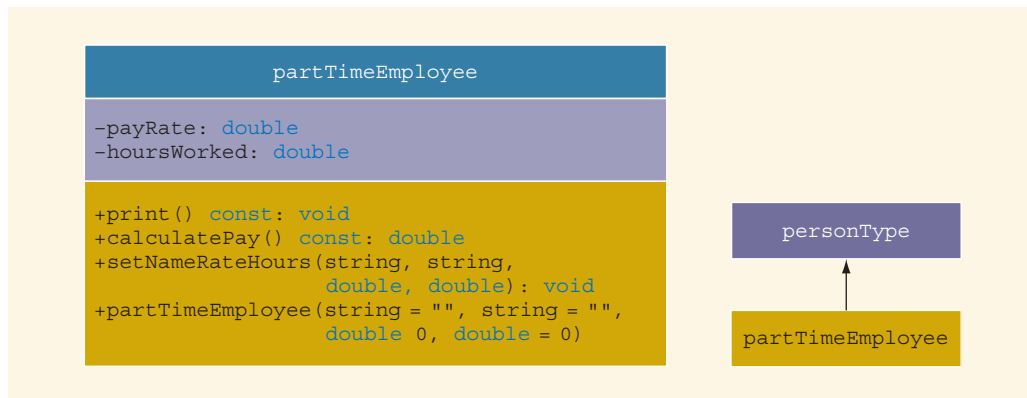 partTimeEmployee
-payRate: double
-hoursWorked: double
+print() const: void
+calculatePay() const: double
+setNameRateHours(string, string,
double, double): void
+partTimeEmployee(string = "", string = "",
double 0, double = 0)
personType
partTimeEmployee